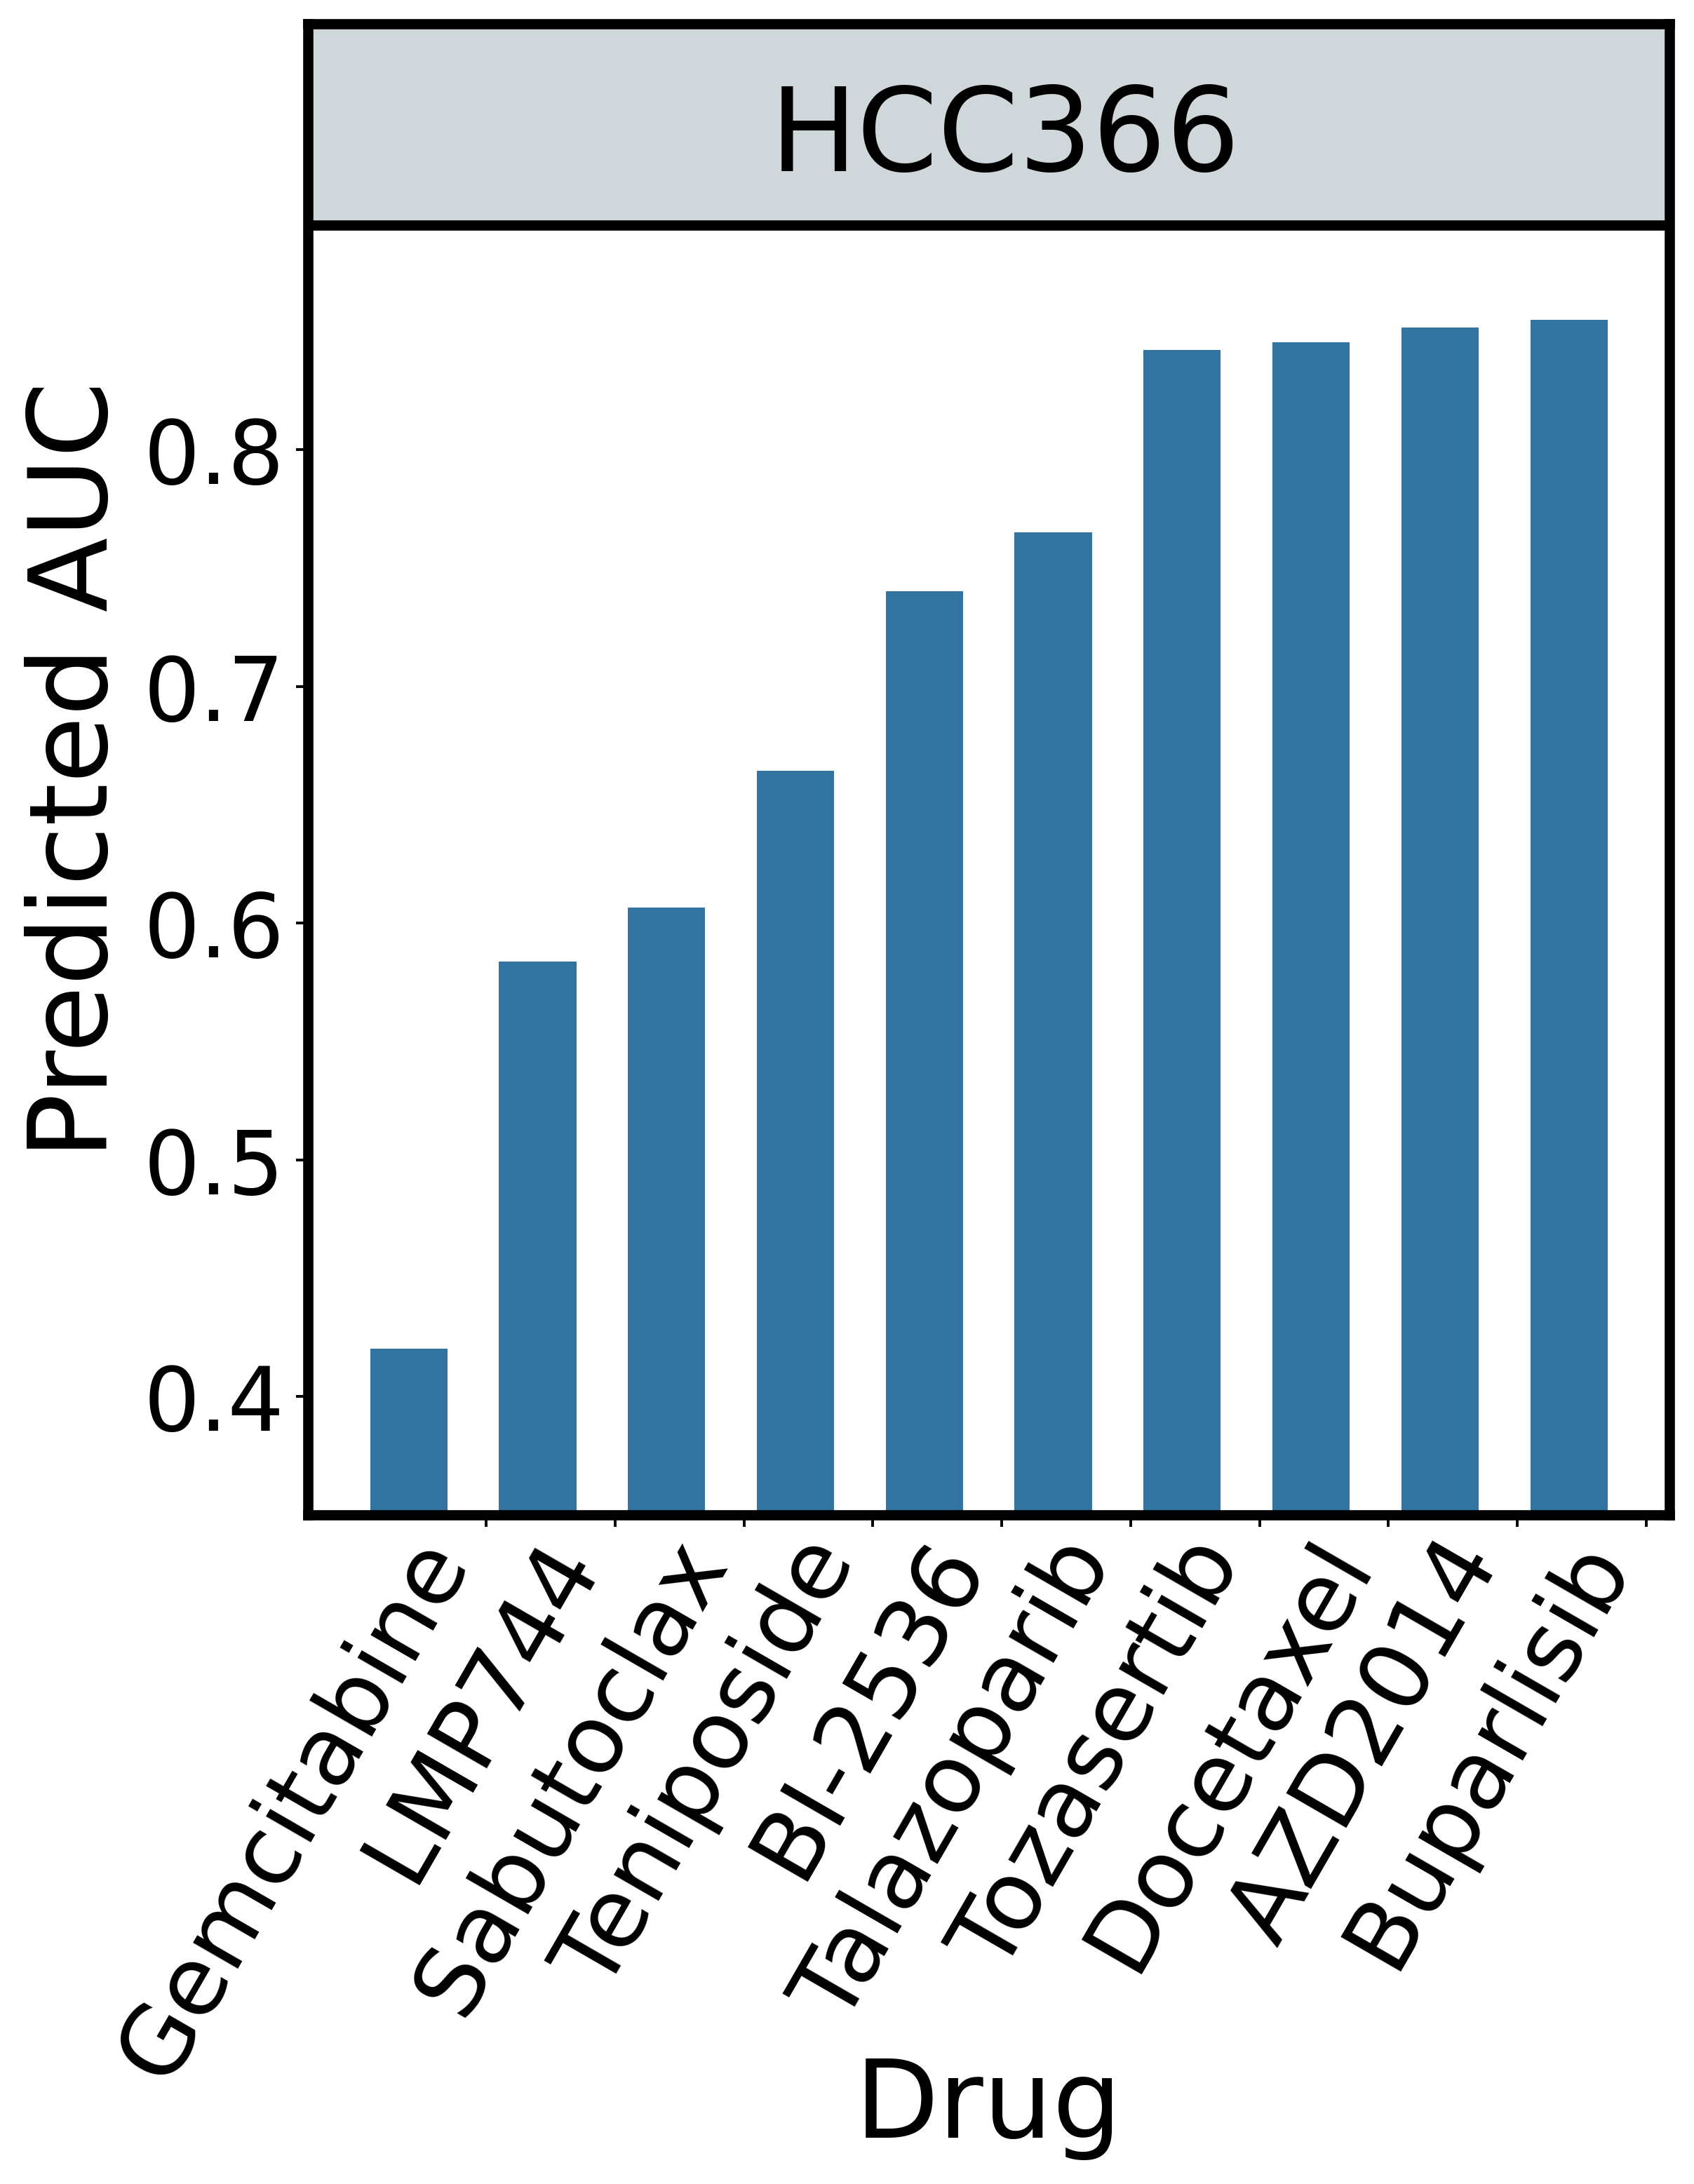 HCC366
Predicted AUC
0.8
0.7
0.6
0.5
0.4
Gemcitabine
LMP744
Sabutoclax
Teniposide
BI-2536
Talazoparib
Tozasertib
Docetaxel
AZD2014
Buparlisib
Drug